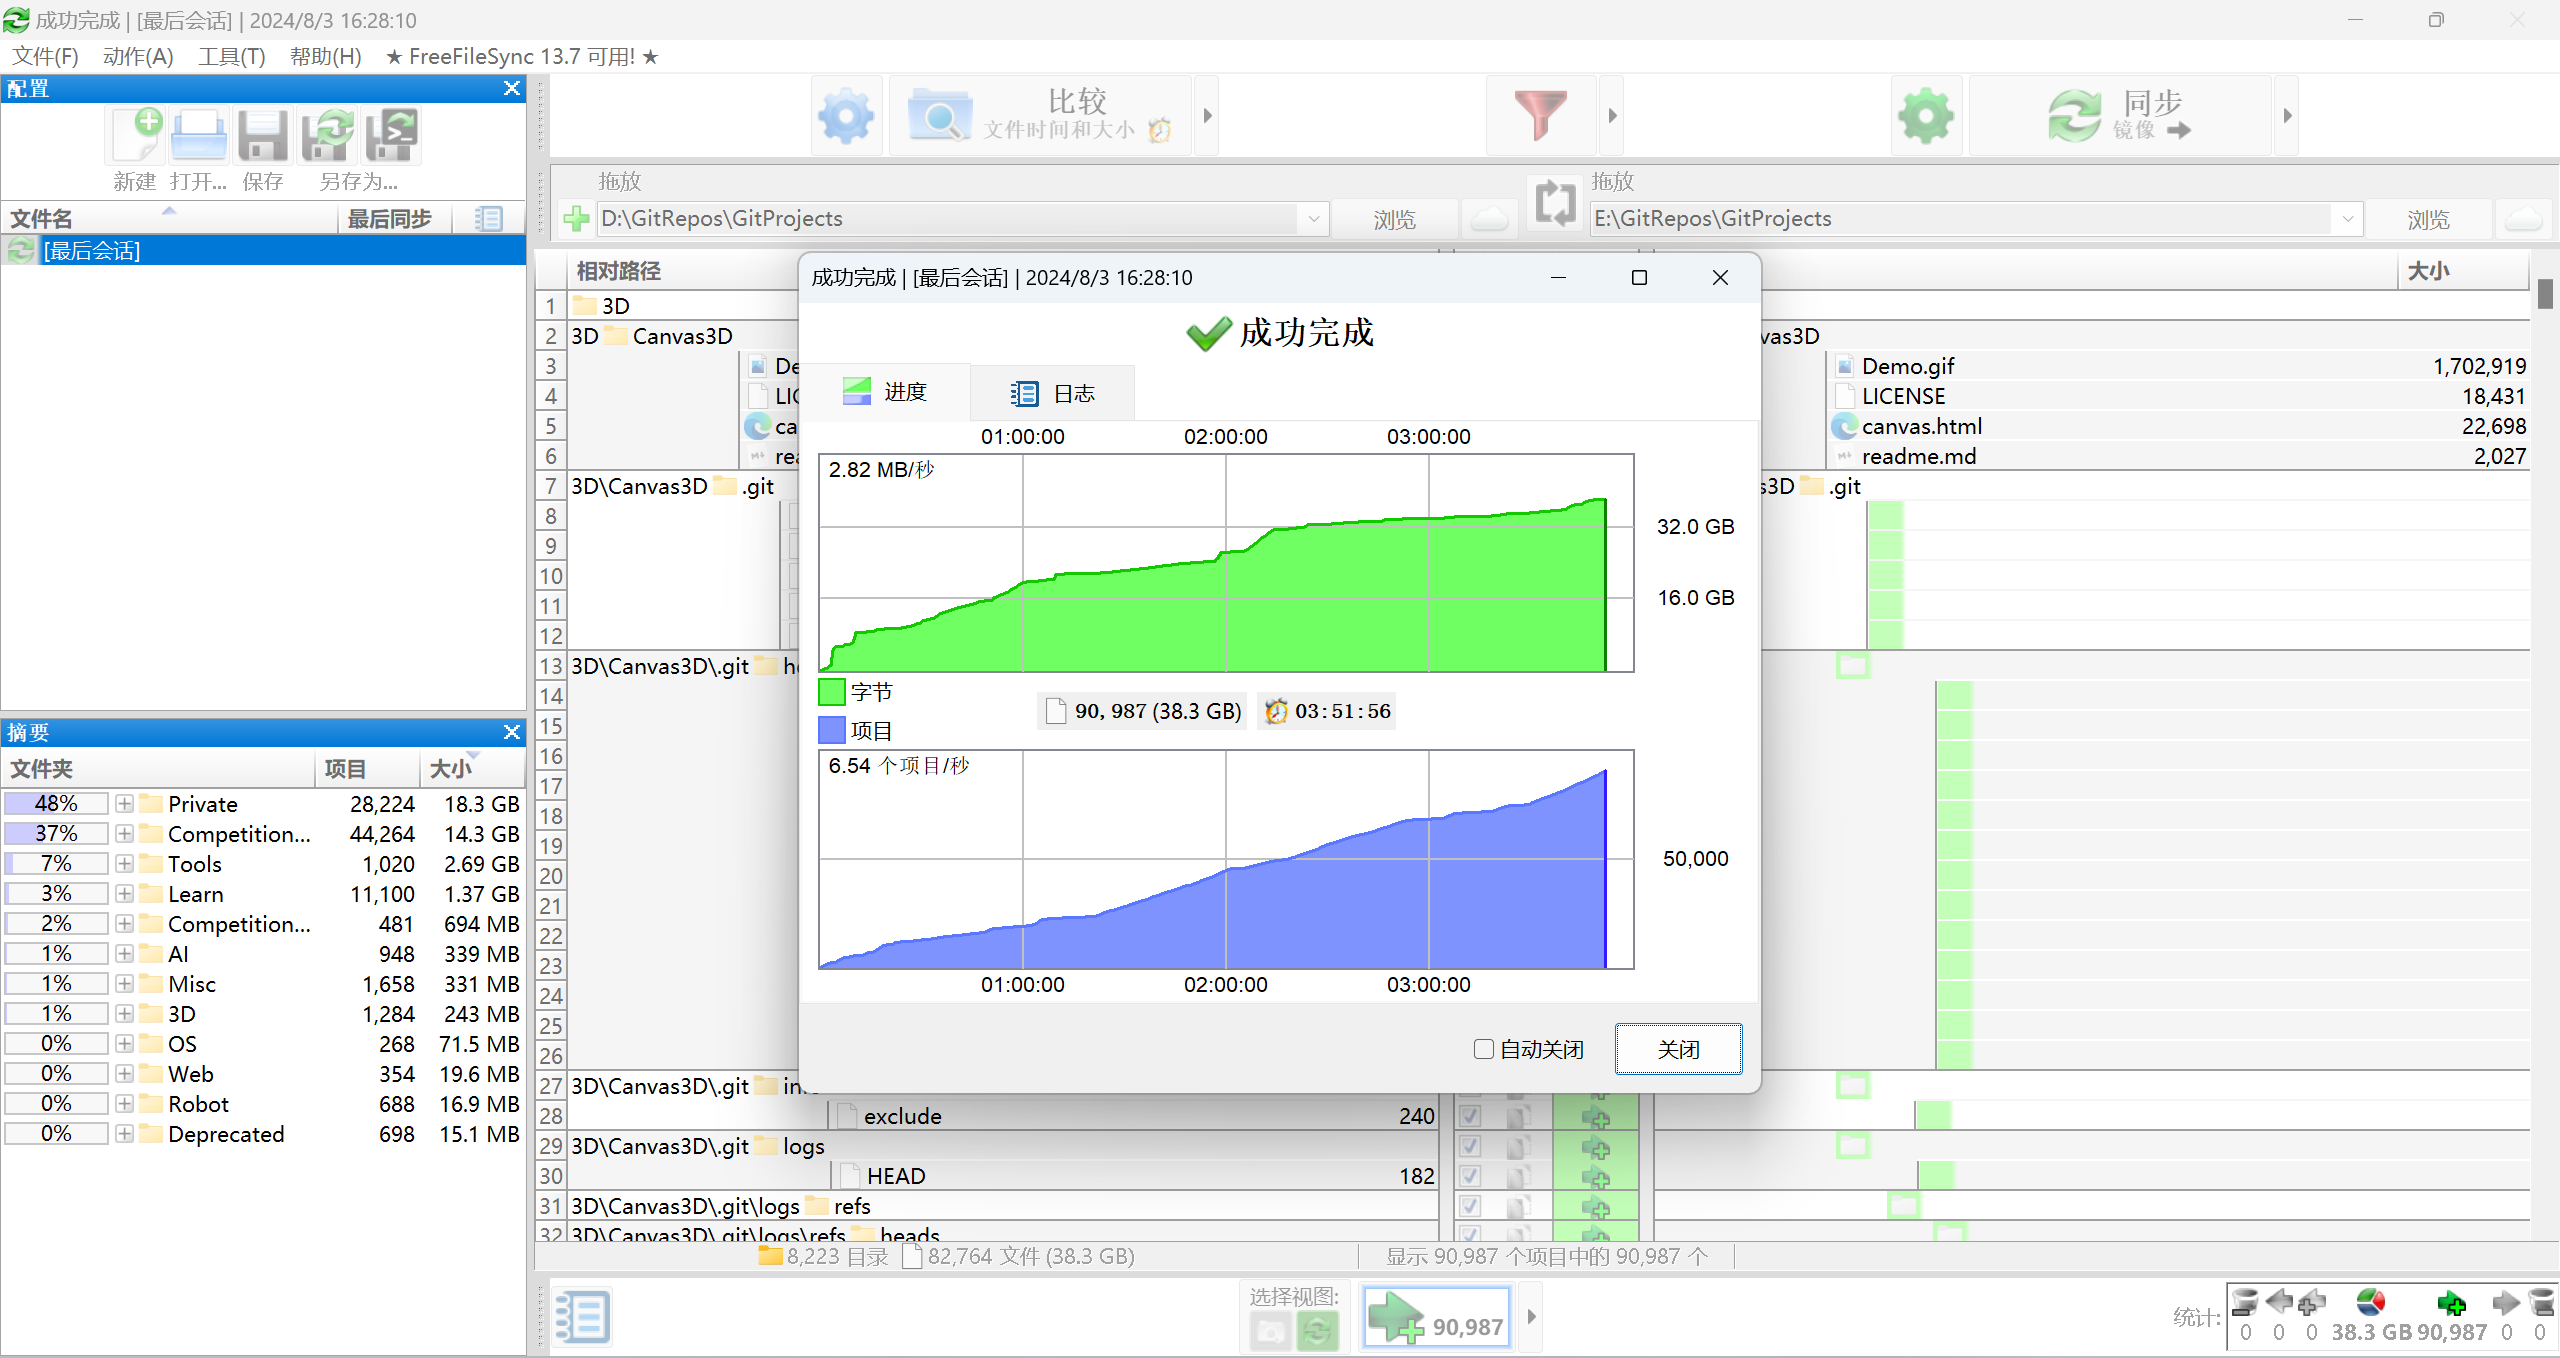 成功完成 | [最后会话] | 2024/8/3 16:28:10
文件(F) 动作(A) 工具(T) 帮助(H) ★ FreeFileSync 13.7 可用! ★
配置
新建 打开... 保存 另存为...
文件名 最后同步
[最后会话]
比较
文件时间和大小
同步
镜像
拖放
D:\GitRepos\GitProjects 浏览
拖放
E:\GitRepos\GitProjects 浏览
相对路径
大小
1 3D
2 3D Canvas3D
3 De
4 LIC
5 ca
6 rea
7 3D\Canvas3D .git
8
9
10
11
12
13 3D\Canvas3D\.git h
14
15
16
17
18
19
20
21
22
23
24
25
26
27 3D\Canvas3D\.git in
28 exclude 240
29 3D\Canvas3D\.git logs
30 HEAD 182
31 3D\Canvas3D\.git\logs refs
32 3D\Canvas3D\.git\logs\refs heads
vas3D
Demo.gif 1,702,919
LICENSE 18,431
canvas.html 22,698
readme.md 2,027
s3D .git
成功完成 | [最后会话] | 2024/8/3 16:28:10
成功完成
进度 日志
01:00:00 02:00:00 03:00:00
2.82 MB/秒
32.0 GB
16.0 GB
字节
项目
90,987 (38.3 GB) 03:51:56
6.54 个项目/秒
50,000
01:00:00 02:00:00 03:00:00
自动关闭 关闭
摘要
文件夹 项目 大小
48% Private 28,224 18.3 GB
37% Competition... 44,264 14.3 GB
7% Tools 1,020 2.69 GB
3% Learn 11,100 1.37 GB
2% Competition... 481 694 MB
1% AI 948 339 MB
1% Misc 1,658 331 MB
1% 3D 1,284 243 MB
0% OS 268 71.5 MB
0% Web 354 19.6 MB
0% Robot 688 16.9 MB
0% Deprecated 698 15.1 MB
8,223 目录 82,764 文件 (38.3 GB)
显示 90,987 个项目中的 90,987 个
选择视图:
90,987
统计:
0 0 0 38.3 GB 90,987 0 0